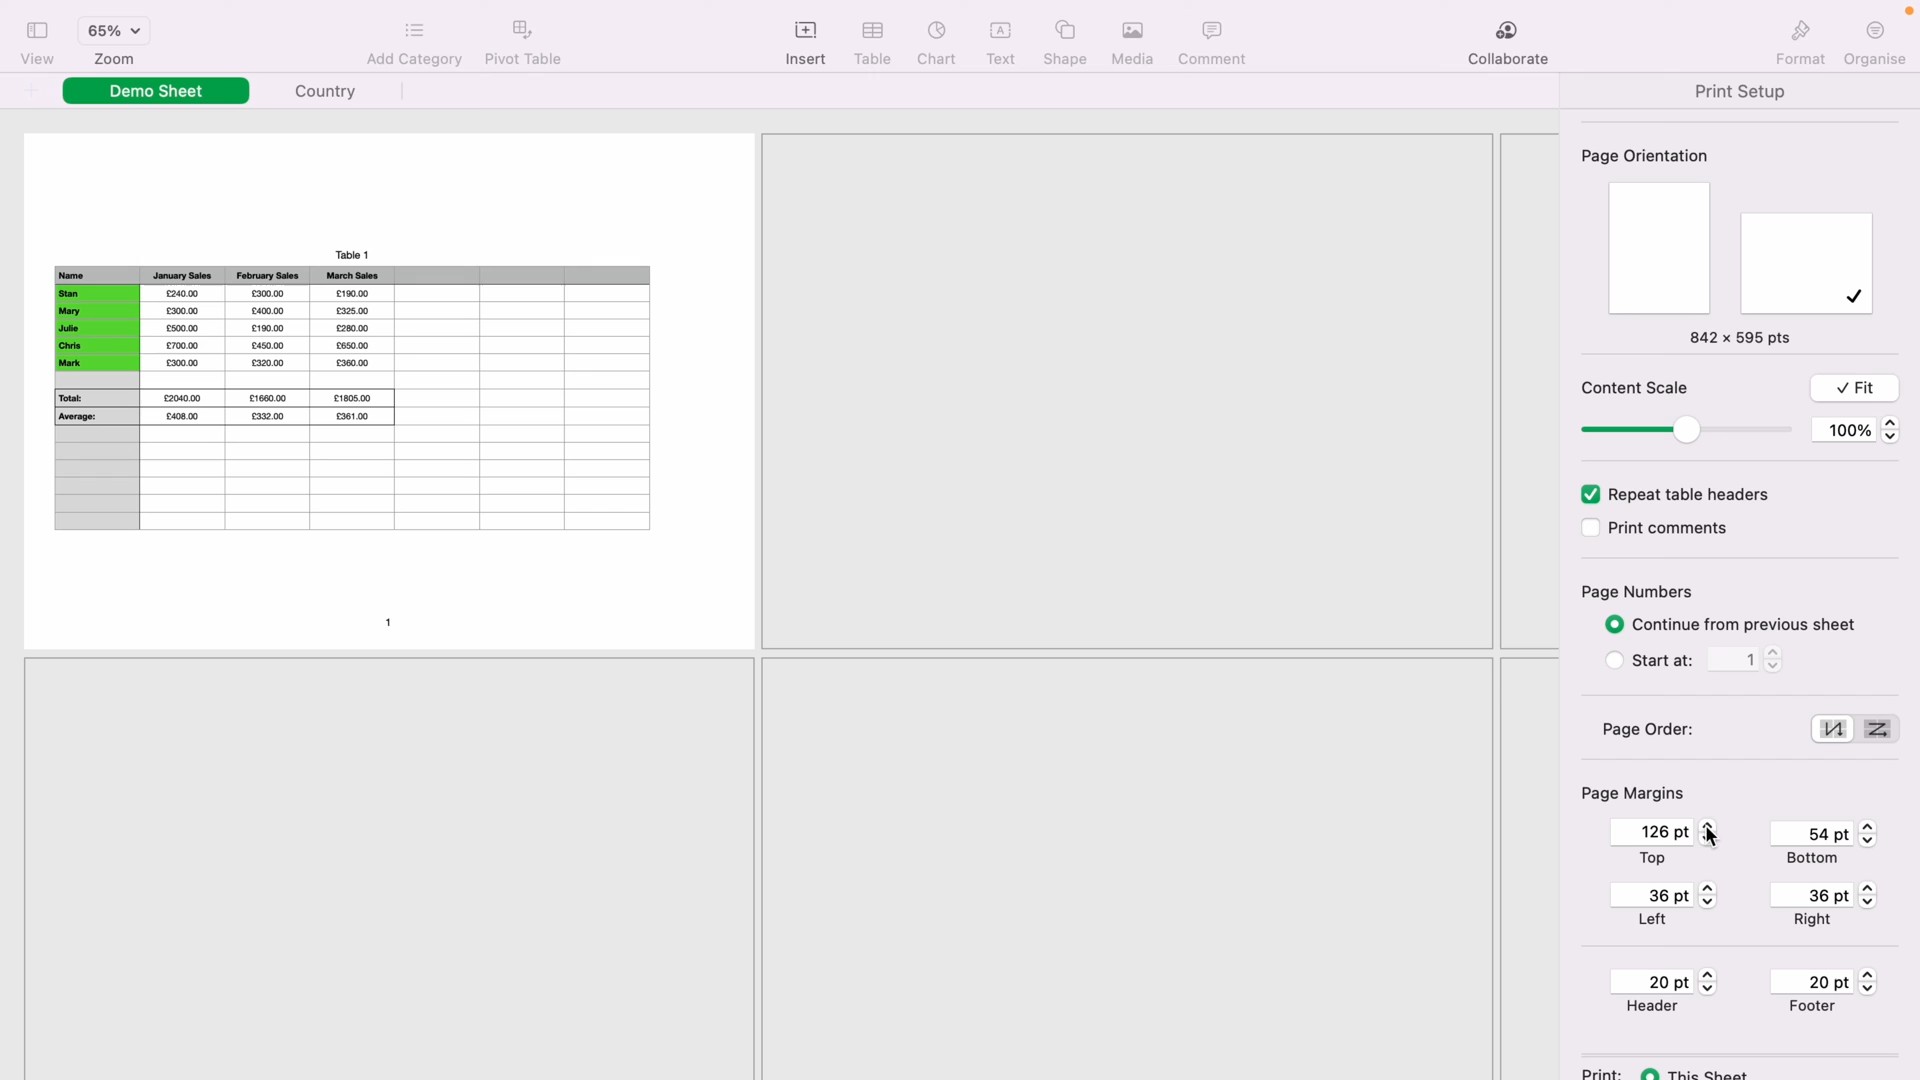 65%
View Zoom Add Category Pivot Table Insert Table Chart Text Shape Media Comment Collaborate Format Organise
Demo Sheet Country
Print Setup
Table 1
Name January Sales February Sales March Sales
Stan £240.00 £300.00 £190.00
Mary £300.00 £400.00 £325.00
Julie £500.00 £190.00 £280.00
Chris £700.00 £450.00 £650.00
Mark £300.00 £320.00 £360.00
Total: £2040.00 £1660.00 £1805.00
Average: £408.00 £332.00 £361.00
1
Page Orientation
842 × 595 pts
Content Scale ✓ Fit
100%
Repeat table headers
Print comments
Page Numbers
Continue from previous sheet
Start at: 1
Page Order:
Page Margins
126 pt 54 pt
Top Bottom
36 pt 36 pt
Left Right
20 pt 20 pt
Header Footer
Print: This Sheet